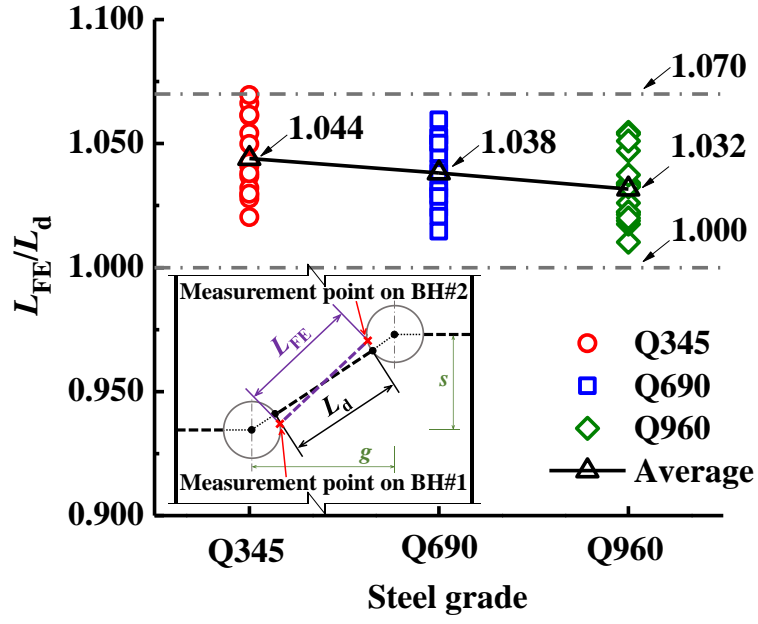 1.100
1.050
1.000
0.950
0.900
L_FE/L_d
1.070
1.044
1.038
1.032
1.000
Measurement point on BH#2
L_FE
L_d
s
g
Measurement point on BH#1
Q345
Q690
Q960
Average
Q345
Q690
Q960
Steel grade